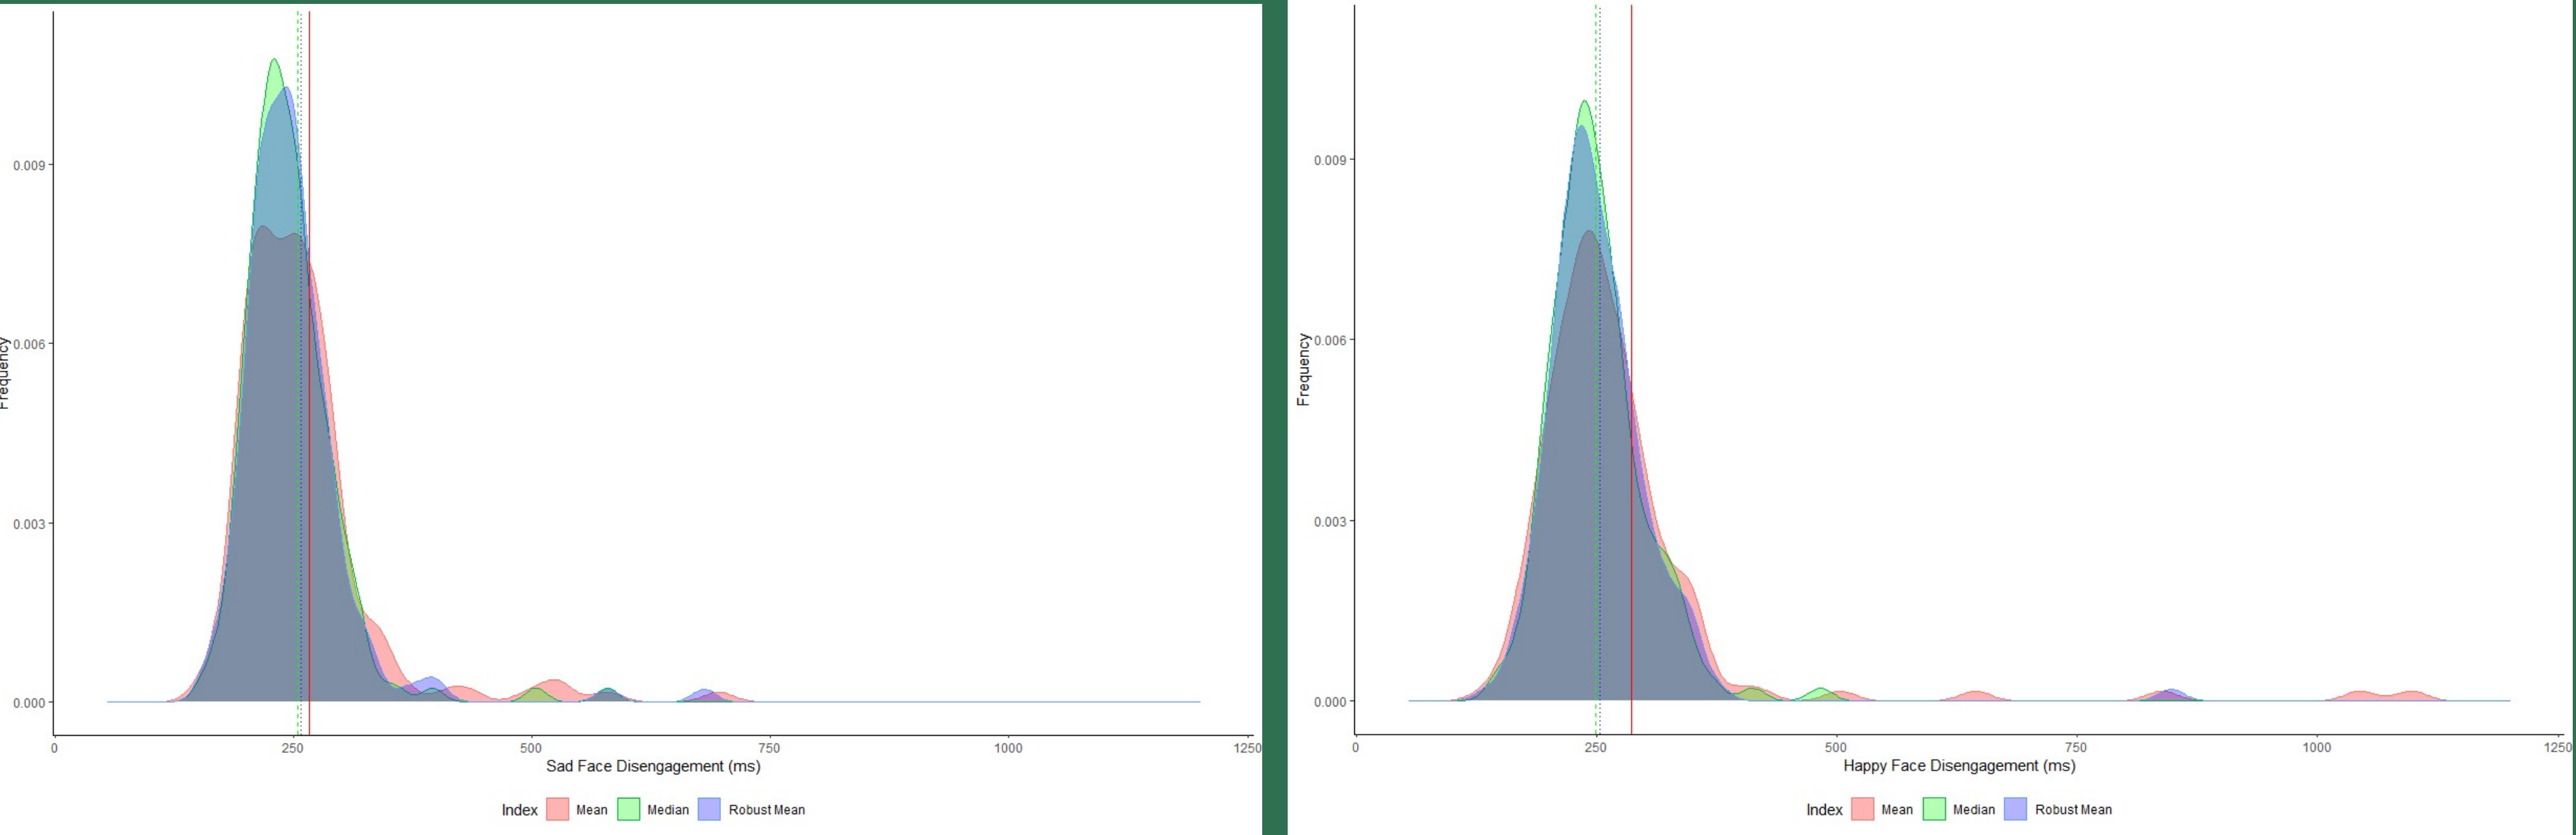 0.009
0.006
0.003
0.000
Frequency
0 250 500 750 1000 1250
Sad Face Disengagement (ms)
Index Mean Median Robust Mean
0.009
0.006
0.003
0.000
Frequency
0 250 500 750 1000 1250
Happy Face Disengagement (ms)
Index Mean Median Robust Mean